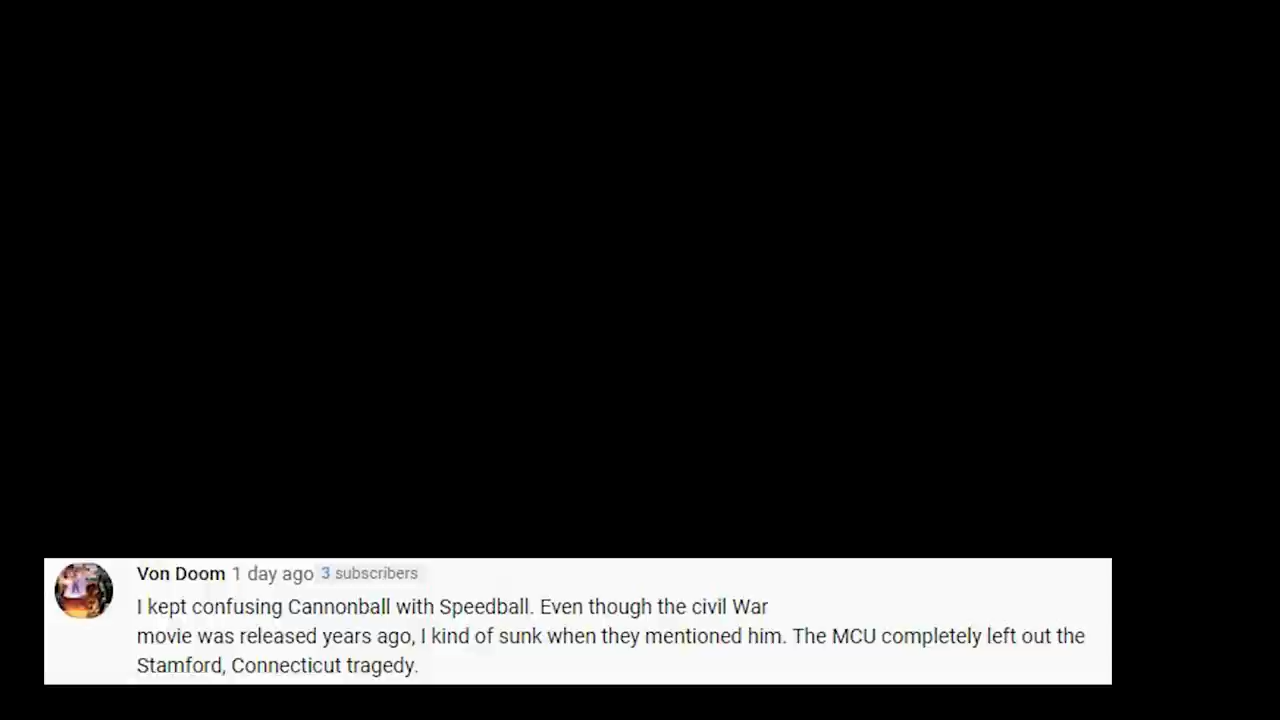 Von Doom 1 day ago 3 subscribers
I kept confusing Cannonball with Speedball. Even though the civil War
movie was released years ago, I kind of sunk when they mentioned him. The MCU completely left out the
Stamford, Connecticut tragedy.